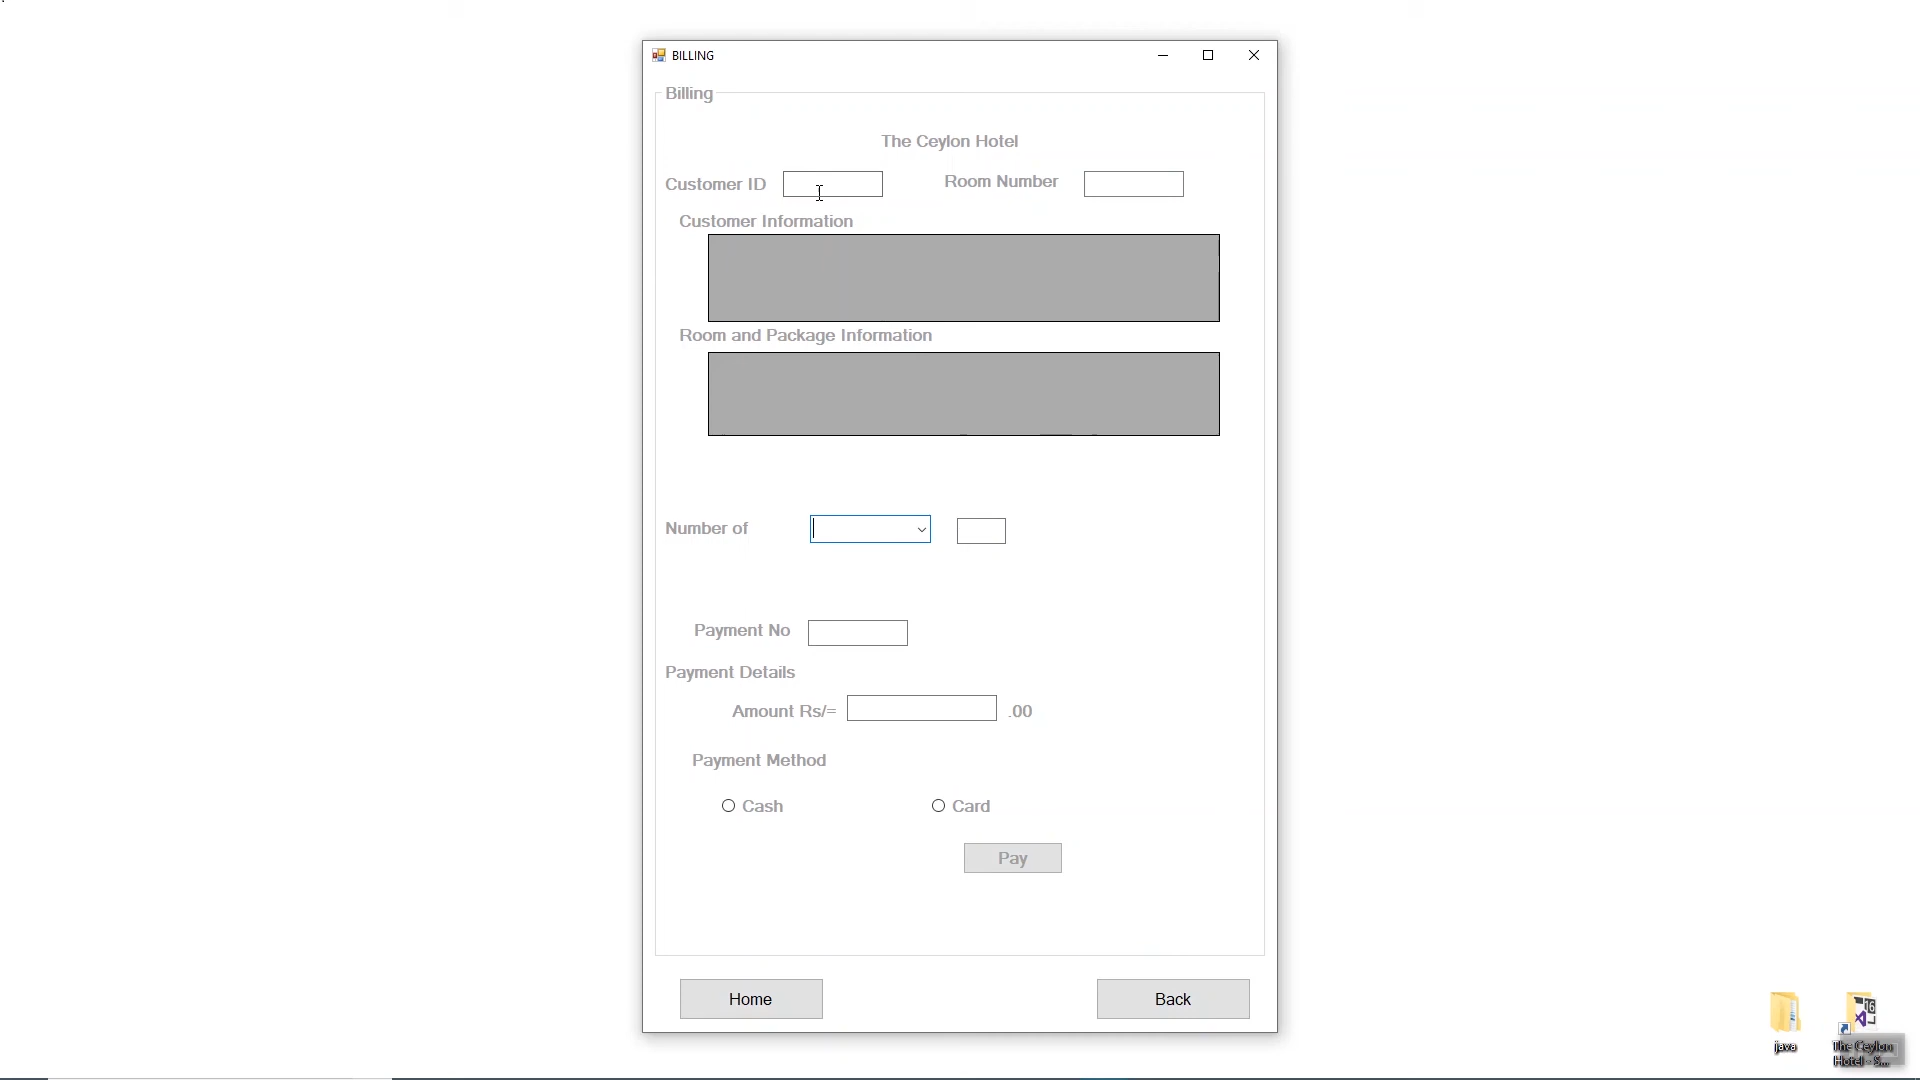 BILLING
Billing
The Ceylon Hotel
Customer ID
Room Number
Customer Information
Room and Package Information
Number of
Payment No
Payment Details
Amount Rs/=
.00
Payment Method
Cash
Card
Pay
Home
Back
java
The Ceylon
Hotel - S...